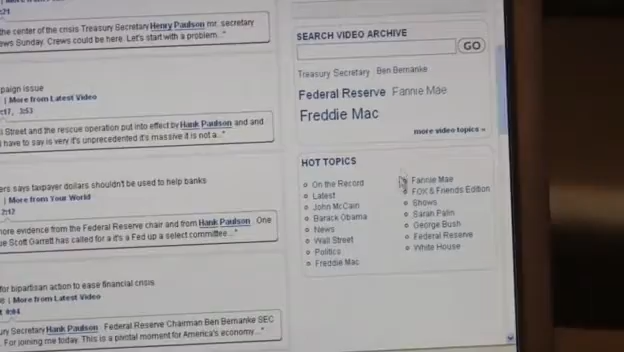 the center of the crisis Treasury Secretary Henry Paulson mr. secretary
ews Sunday. Crews could be here. Let's start with a problem..."
paign issue
| More from Latest Video
:17, 3:53
l Street and the rescue operation put into effect by Hank Paulson and and
I have to say is very it's unprecedented it's massive it is not a..."
ers says taxpayer dollars shouldn't be used to help banks
| More from Your World
2:12
more evidence from the Federal Reserve chair and from Hank Paulson. One
ue Scott Garrett has called for a it's a Fed up a select committee..."
for bipartisan action to ease financial crisis
| More from Latest Video
8:04
ury Secretary Hank Paulson. Federal Reserve Chairman Ben Bernanke SEC
. For joining me today. This is a pivotal moment for America's economy..."
SEARCH VIDEO ARCHIVE
GO
Treasury Secretary Ben Bernanke
Federal Reserve Fannie Mae
Freddie Mac
more video topics »
HOT TOPICS
On the Record
Latest
John McCain
Barack Obama
News
Wall Street
Politics
Freddie Mac
Fannie Mae
FOX & Friends Edition
Shows
Sarah Palin
George Bush
Federal Reserve
White House